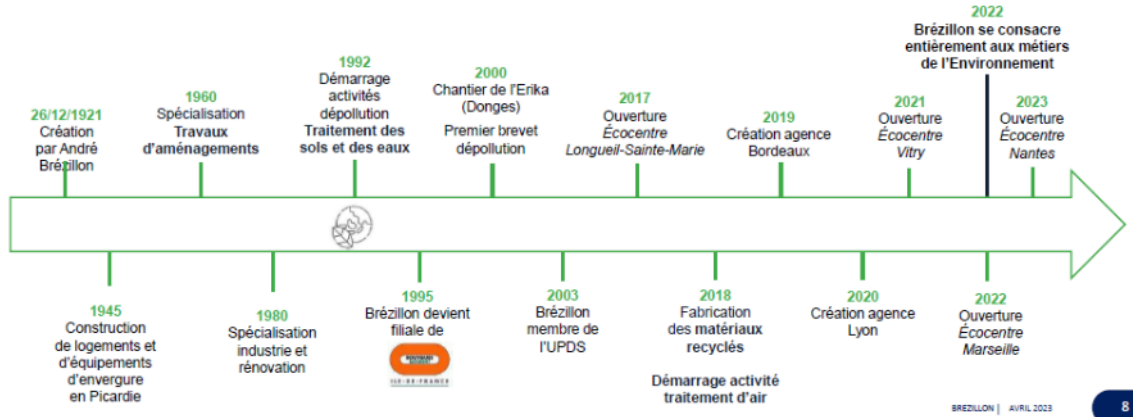 26/12/1921
Création
par André
Brézillon
1960
Spécialisation
Travaux
d'aménagements
1992
Démarrage
activités
dépollution
Traitement des
sols et des eaux
2000
Chantier de l'Erika
(Donges)
Premier brevet
dépollution
2017
Ouverture
Écocentre
Longueil-Sainte-Marie
2019
Création agence
Bordeaux
2021
Ouverture
Écocentre
Vitry
2022
Brézillon se consacre
entièrement aux métiers
de l'Environnement
2023
Ouverture
Écocentre
Nantes
1945
Construction
de logements et
d'équipements
d'envergure
en Picardie
1980
Spécialisation
industrie et
rénovation
1995
Brézillon devient
filiale de
ILE-DE-FRANCE
2003
Brézillon
membre de
l'UPDS
2018
Fabrication
des matériaux
recyclés
Démarrage activité
traitement d'air
2020
Création agence
Lyon
2022
Ouverture
Écocentre
Marseille
BREZILLON | AVRIL 2023
8